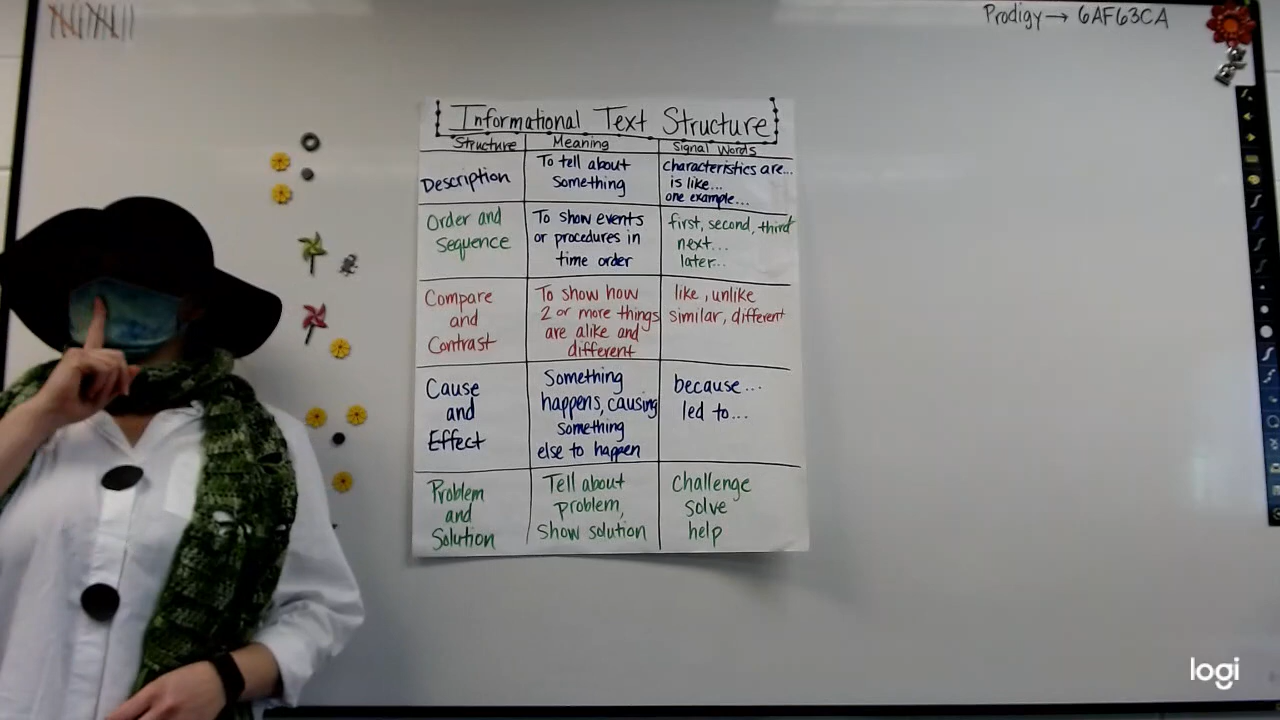 Prodigy → 6AF63CA
Informational Text Structure
Structure Meaning Signal Words
Description
To tell about
something
characteristics are...
is like...
one example...
Order and
Sequence
To show events
or procedures in
time order
first, second, third
next...
later...
Compare
and
Contrast
To show how
2 or more things
are alike and
different
like, unlike
similar, different
Cause
and
Effect
Something
happens, causing
something
else to happen
because...
led to...
Problem
and
Solution
Tell about
problem,
show solution
challenge
solve
help
logi